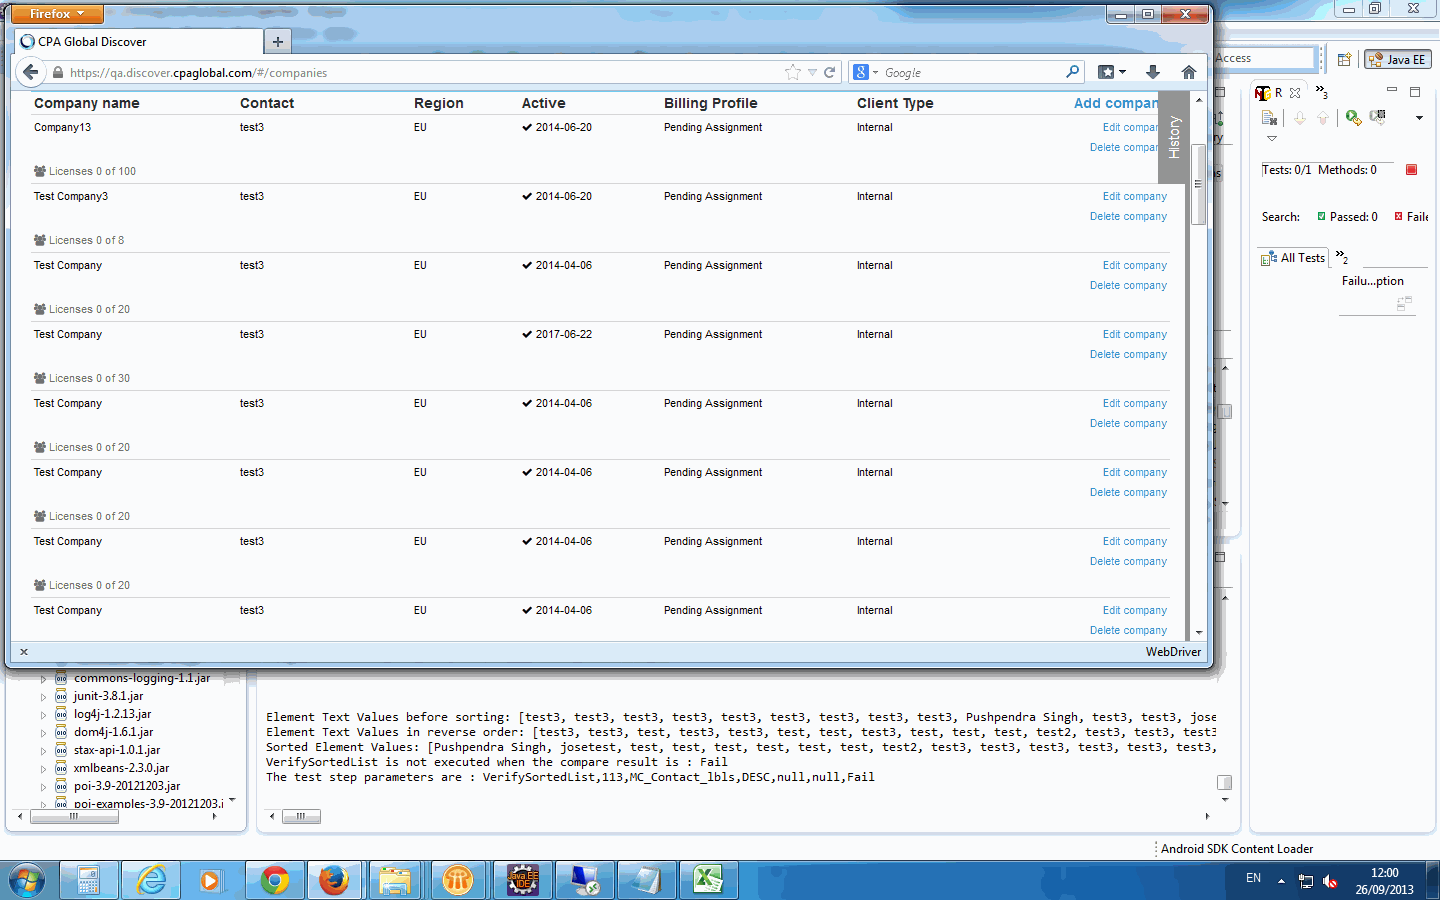 Firefox
CPA Global Discover
https://qa.discover.cpaglobal.com/#/companies
Google
Access
Java EE
Company name Contact Region Active Billing Profile Client Type Add compan
Company13 test3 EU 2014-06-20 Pending Assignment Internal Edit compa
Delete compa
Licenses 0 of 100
History
Test Company3 test3 EU 2014-06-20 Pending Assignment Internal Edit company
Delete company
Licenses 0 of 8
Test Company test3 EU 2014-04-06 Pending Assignment Internal Edit company
Delete company
Licenses 0 of 20
Test Company test3 EU 2017-06-22 Pending Assignment Internal Edit company
Delete company
Licenses 0 of 30
Test Company test3 EU 2014-04-06 Pending Assignment Internal Edit company
Delete company
Licenses 0 of 20
Test Company test3 EU 2014-04-06 Pending Assignment Internal Edit company
Delete company
Licenses 0 of 20
Test Company test3 EU 2014-04-06 Pending Assignment Internal Edit company
Delete company
Licenses 0 of 20
Test Company test3 EU 2014-04-06 Pending Assignment Internal Edit company
Delete company
WebDriver
R
3
Tests: 0/1 Methods: 0
Search: Passed: 0 Faile
All Tests
2
Failu...ption
commons-logging-1.1.jar
junit-3.8.1.jar
log4j-1.2.13.jar
dom4j-1.6.1.jar
stax-api-1.0.1.jar
xmlbeans-2.3.0.jar
poi-3.9-20121203.jar
poi-examples-3.9-20121203.j
Element Text Values before sorting: [test3, test3, test3, test3, test3, test3, test3, test3, test3, Pushpendra Singh, test3, test3, jose
Element Text Values in reverse order: [test3, test3, test, test3, test3, test, test3, test, test, test, test2, test3, test3, test3
Sorted Element Values: [Pushpendra Singh, josetest, test, test, test, test, test, test, test2, test3, test3, test3, test3, test3, test3,
VerifySortedList is not executed when the compare result is : Fail
The test step parameters are : VerifySortedList,113,MC_Contact_lbls,DESC,null,null,Fail
Android SDK Content Loader
Java EE
IDE
EN
12:00
26/09/2013